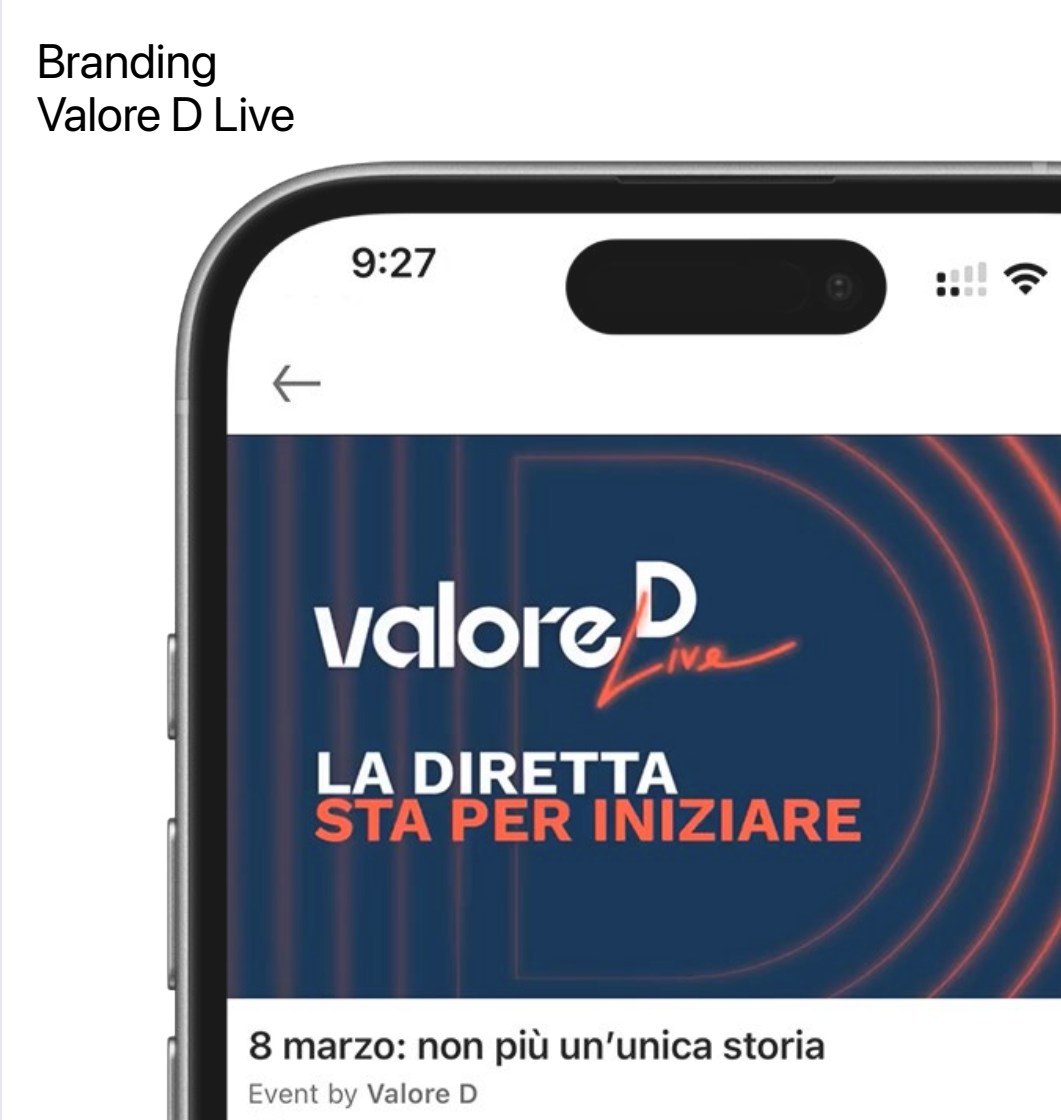 Branding
Valore D Live
9:27
valore D
Live
LA DIRETTA
STA PER INIZIARE
8 marzo: non più un’unica storia
Event by Valore D